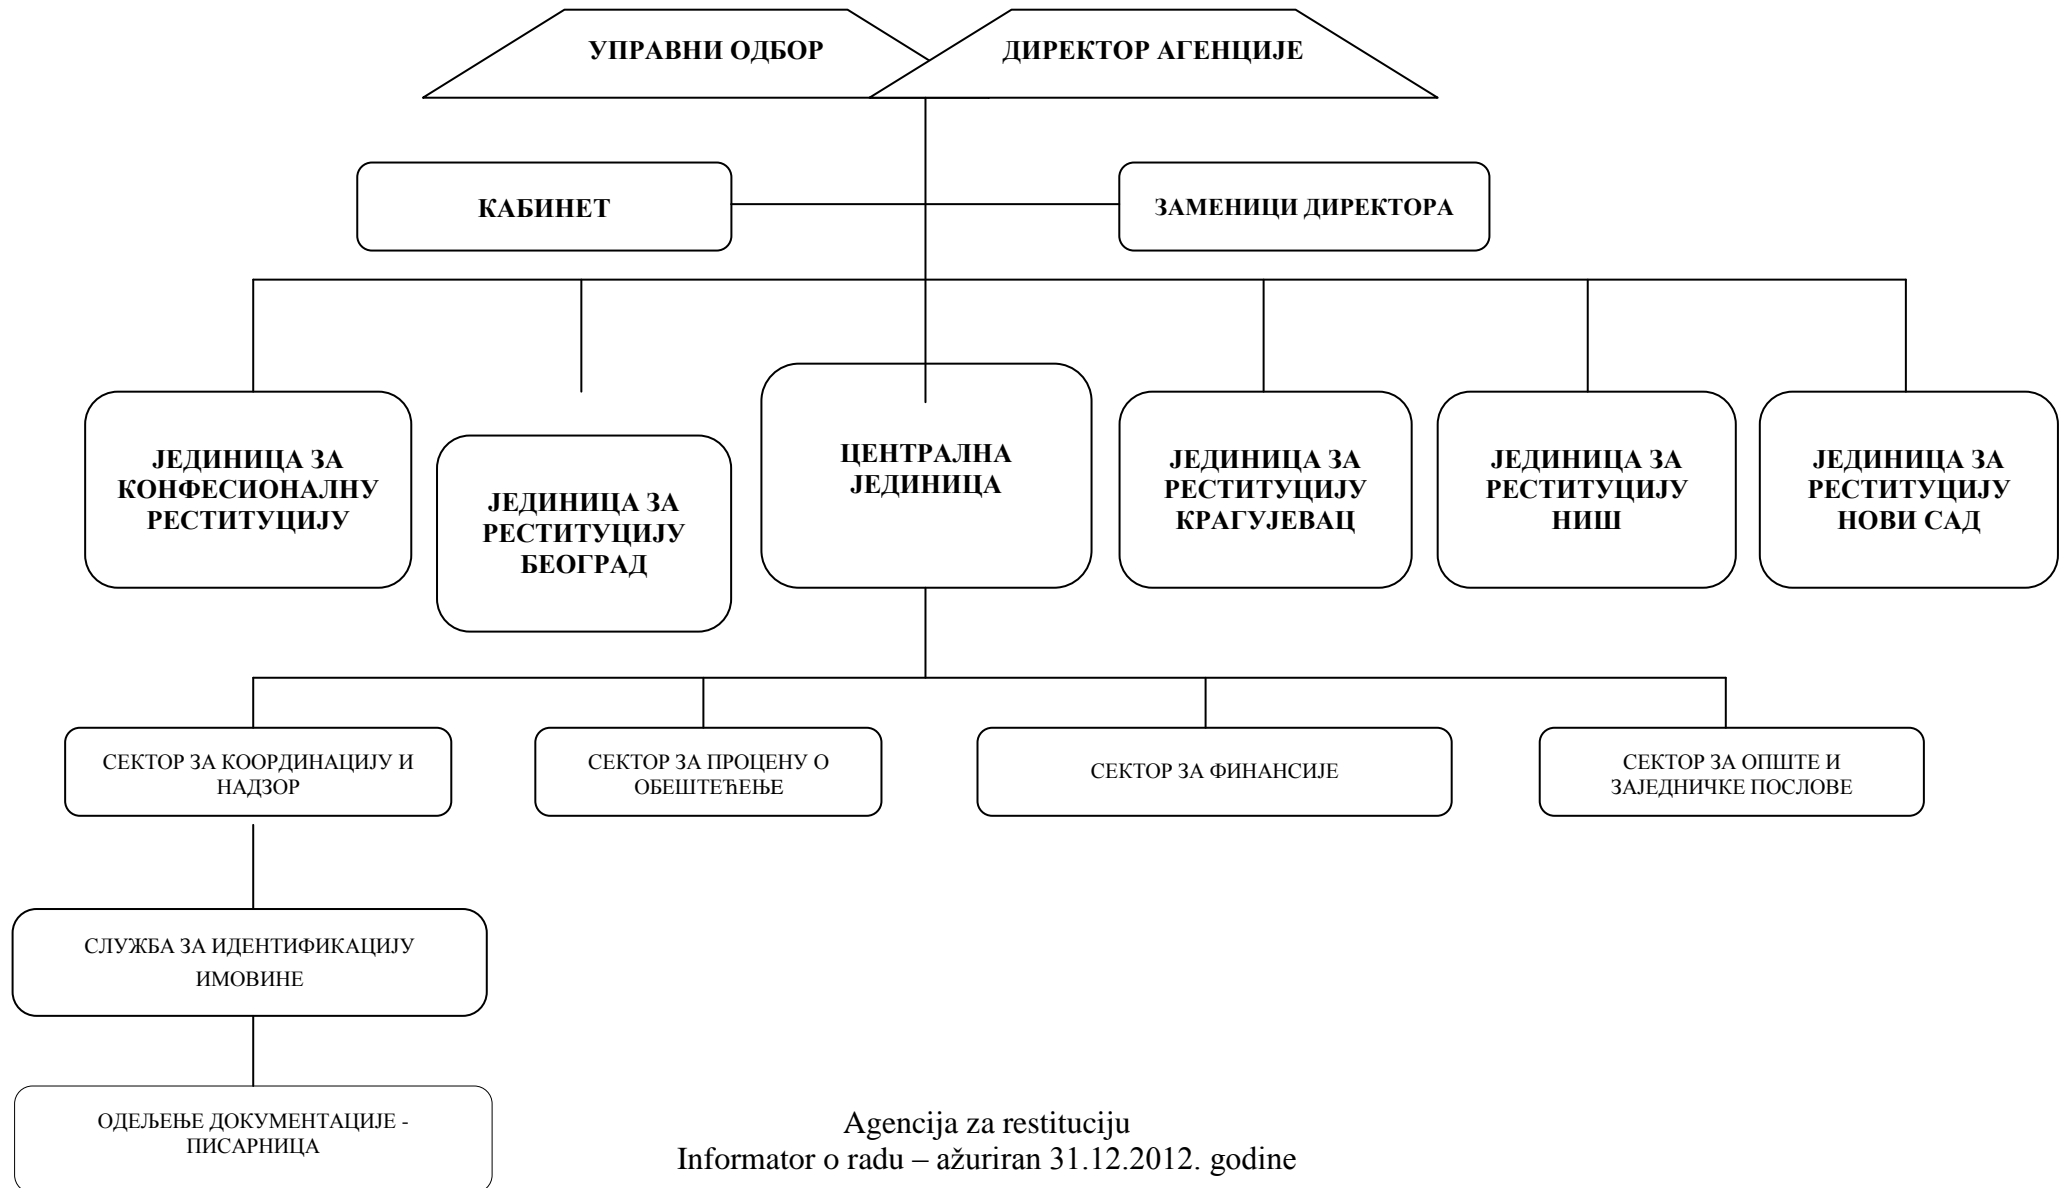 УПРАВНИ ОДБОР
ДИРЕКТОР АГЕНЦИЈЕ
КАБИНЕТ
ЗАМЕНИЦИ ДИРЕКТОРА
ЈЕДИНИЦА ЗА
КОНФЕСИОНАЛНУ
РЕСТИТУЦИЈУ
ЈЕДИНИЦА ЗА
РЕСТИТУЦИЈУ
БЕОГРАД
ЦЕНТРАЛНА
ЈЕДИНИЦА
ЈЕДИНИЦА ЗА
РЕСТИТУЦИЈУ
КРАГУЈЕВАЦ
ЈЕДИНИЦА ЗА
РЕСТИТУЦИЈУ
НИШ
ЈЕДИНИЦА ЗА
РЕСТИТУЦИЈУ
НОВИ САД
СЕКТОР ЗА КООРДИНАЦИЈУ И
НАДЗОР
СЕКТОР ЗА ПРОЦЕНУ О
ОБЕШТЕЋЕЊЕ
СЕКТОР ЗА ФИНАНСИЈЕ
СЕКТОР ЗА ОПШТЕ И
ЗАЈЕДНИЧКЕ ПОСЛОВЕ
СЛУЖБА ЗА ИДЕНТИФИКАЦИЈУ
ИМОВИНЕ
ОДЕЉЕЊЕ ДОКУМЕНТАЦИЈЕ -
ПИСАРНИЦА
Agencija za restituciju
Informator o radu – ažuriran 31.12.2012. godine